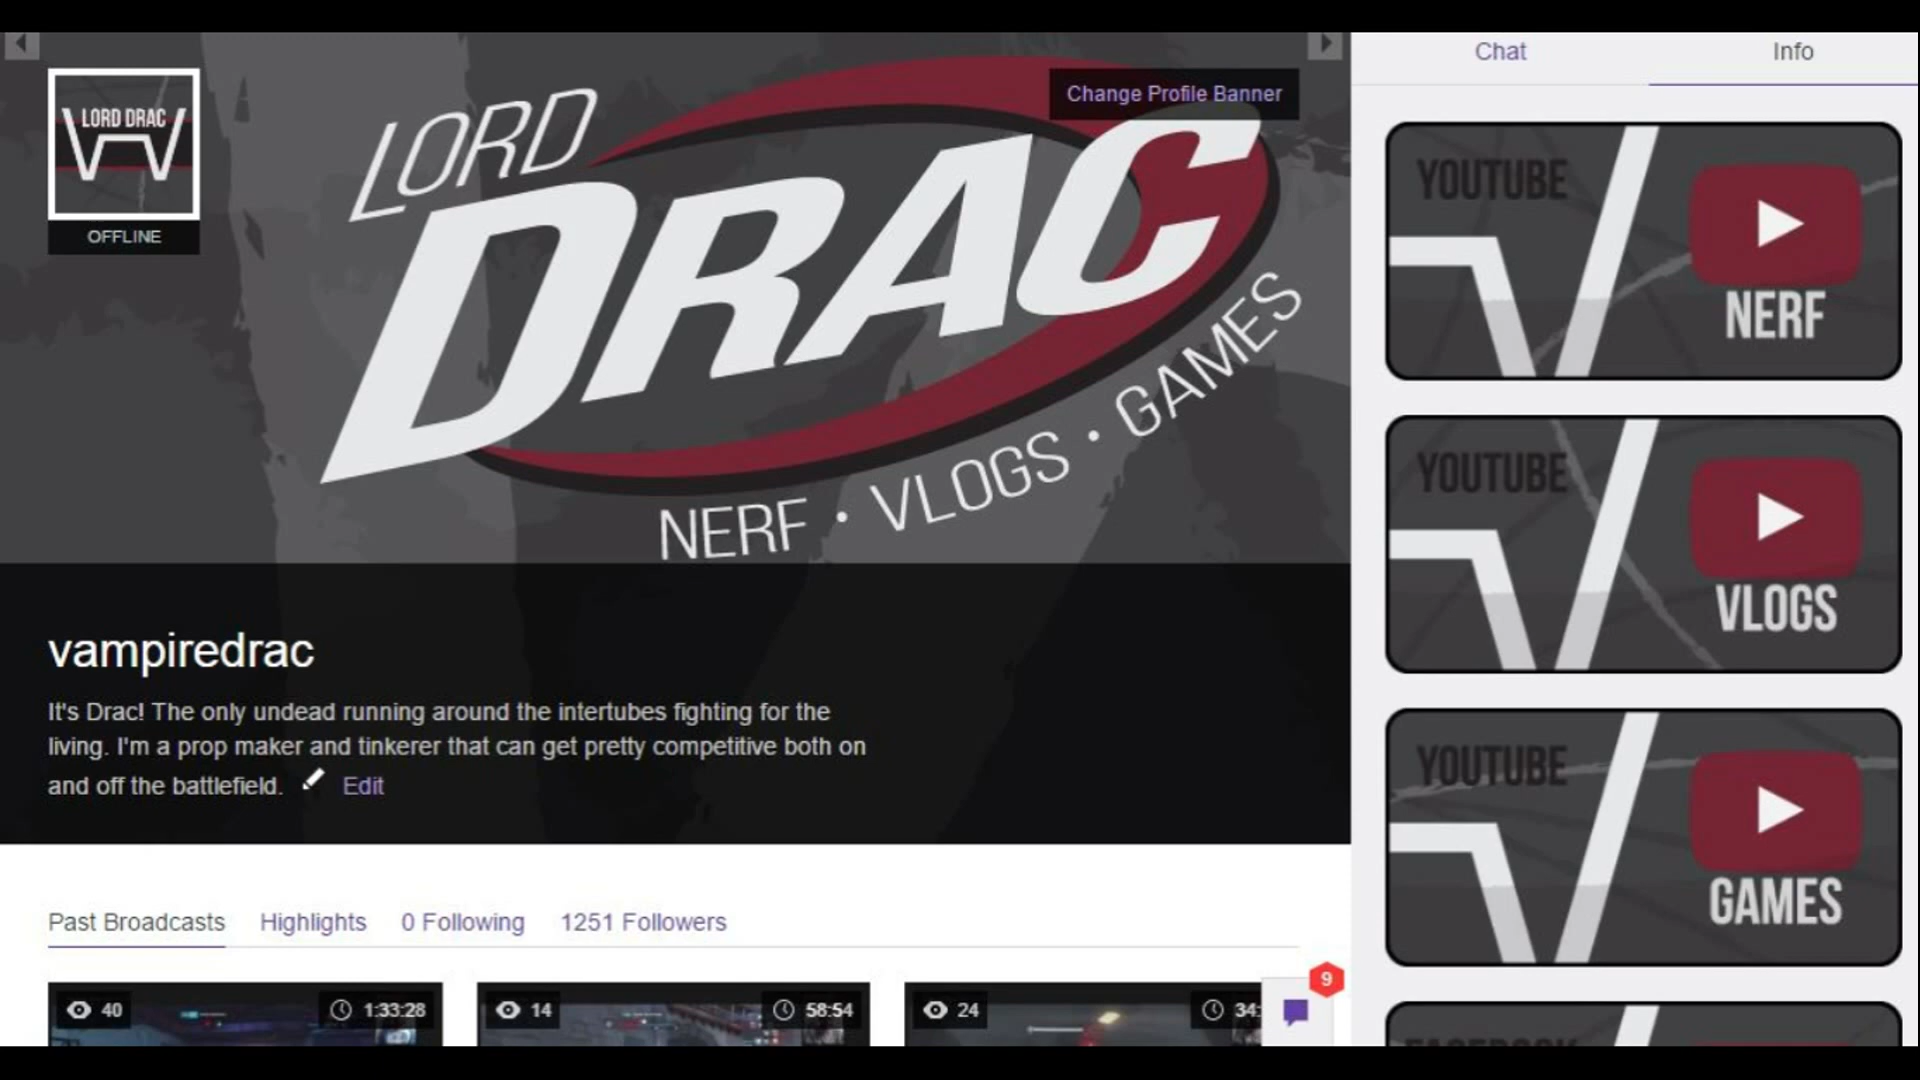 LORD DRAC
OFFLINE
LORD
DRAC
NERF • VLOGS • GAMES
Change Profile Banner
vampiredrac
It's Drac! The only undead running around the intertubes fighting for the
living. I'm a prop maker and tinkerer that can get pretty competitive both on
and off the battlefield. Edit
Past Broadcasts Highlights 0 Following 1251 Followers
40 1:33:28
14 58:54
24 34:
9
Chat Info
YOUTUBE
NERF
YOUTUBE
VLOGS
YOUTUBE
GAMES
FACEBOOK